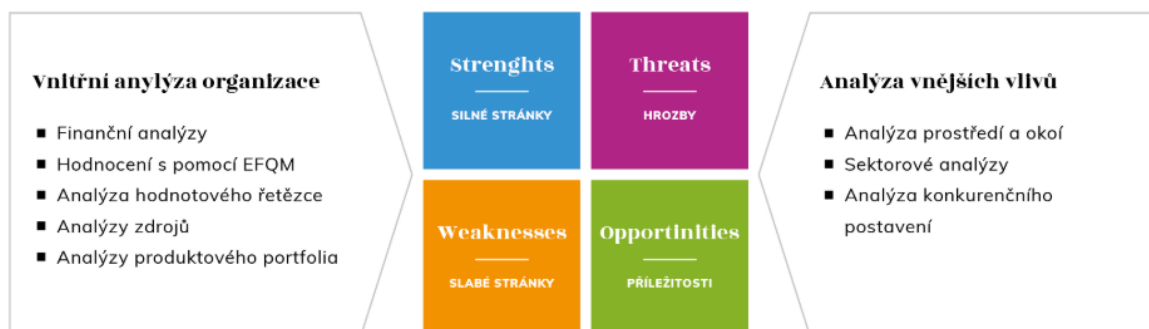 Vnitřní anylýza organizace
■ Finanční analýzy
■ Hodnocení s pomocí EFQM
■ Analýza hodnotového řetězce
■ Analýzy zdrojů
■ Analýzy produktového portfolia
Strenghts
SILNÉ STRÁNKY
Threats
HROZBY
Weaknesses
SLABÉ STRÁNKY
Opportinities
PŘÍLEŽITOSTI
Analýza vnějších vlivů
■ Analýza prostředí a okoí
■ Sektorové analýzy
■ Analýza konkurenčního
postavení